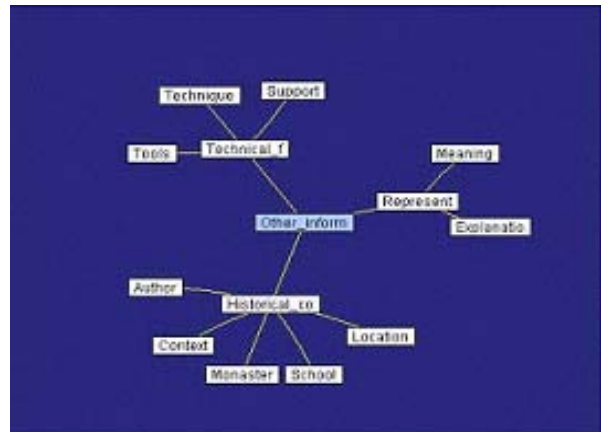 Support
Technique
Tools
Technical_f
Meaning
Represent
Other_inform
Explanatio
Author
Historical_co
Context
Location
Monaster
School